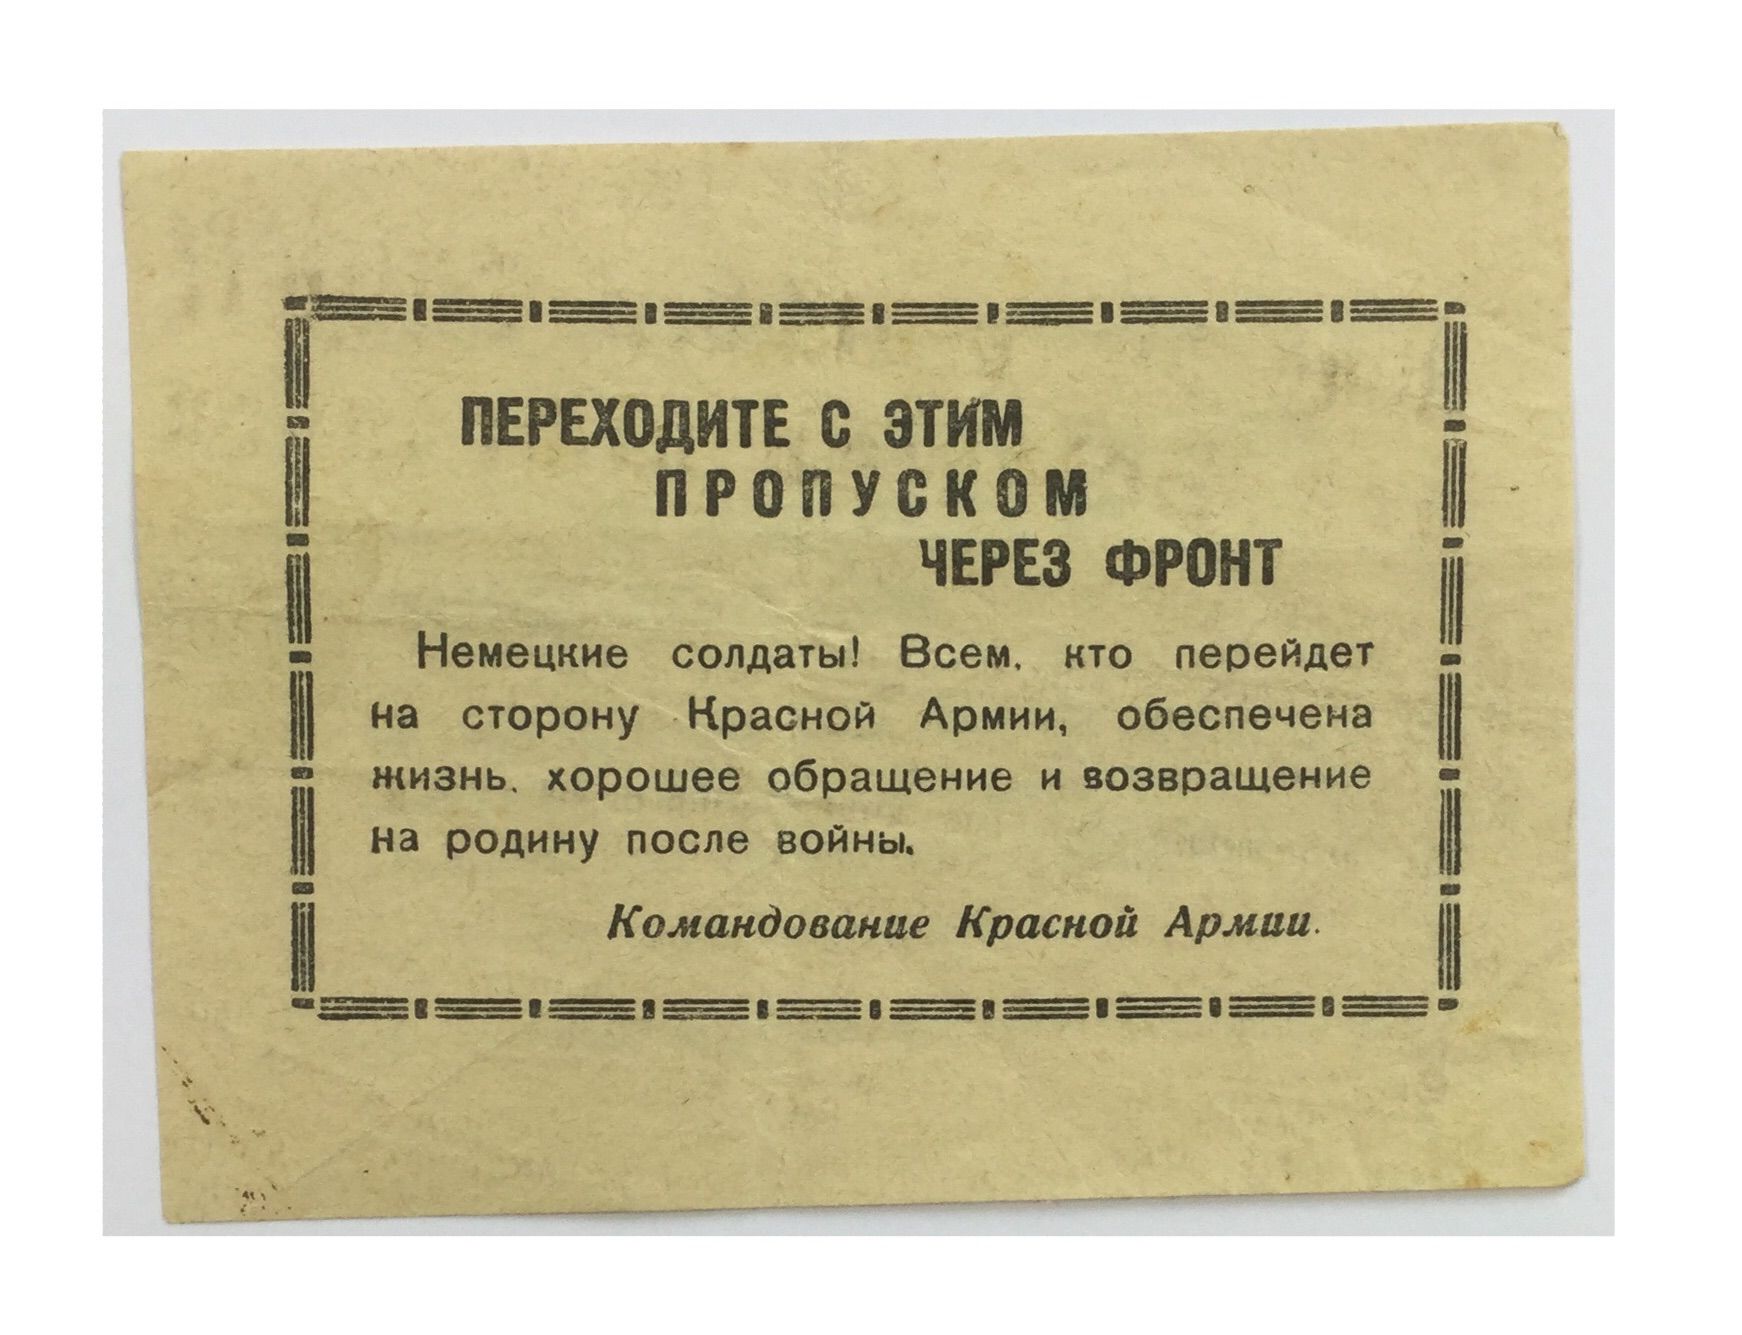 ПЕРЕХОДИТЕ С ЭТИМ
ПРОПУСКОМ
ЧЕРЕЗ ФРОНТ
Немецкие солдаты! Всем, кто перейдет
на сторону Красной Армии, обеспечена
жизнь, хорошее обращение и возвращение
на родину после войны.
Командование Красной Армии.